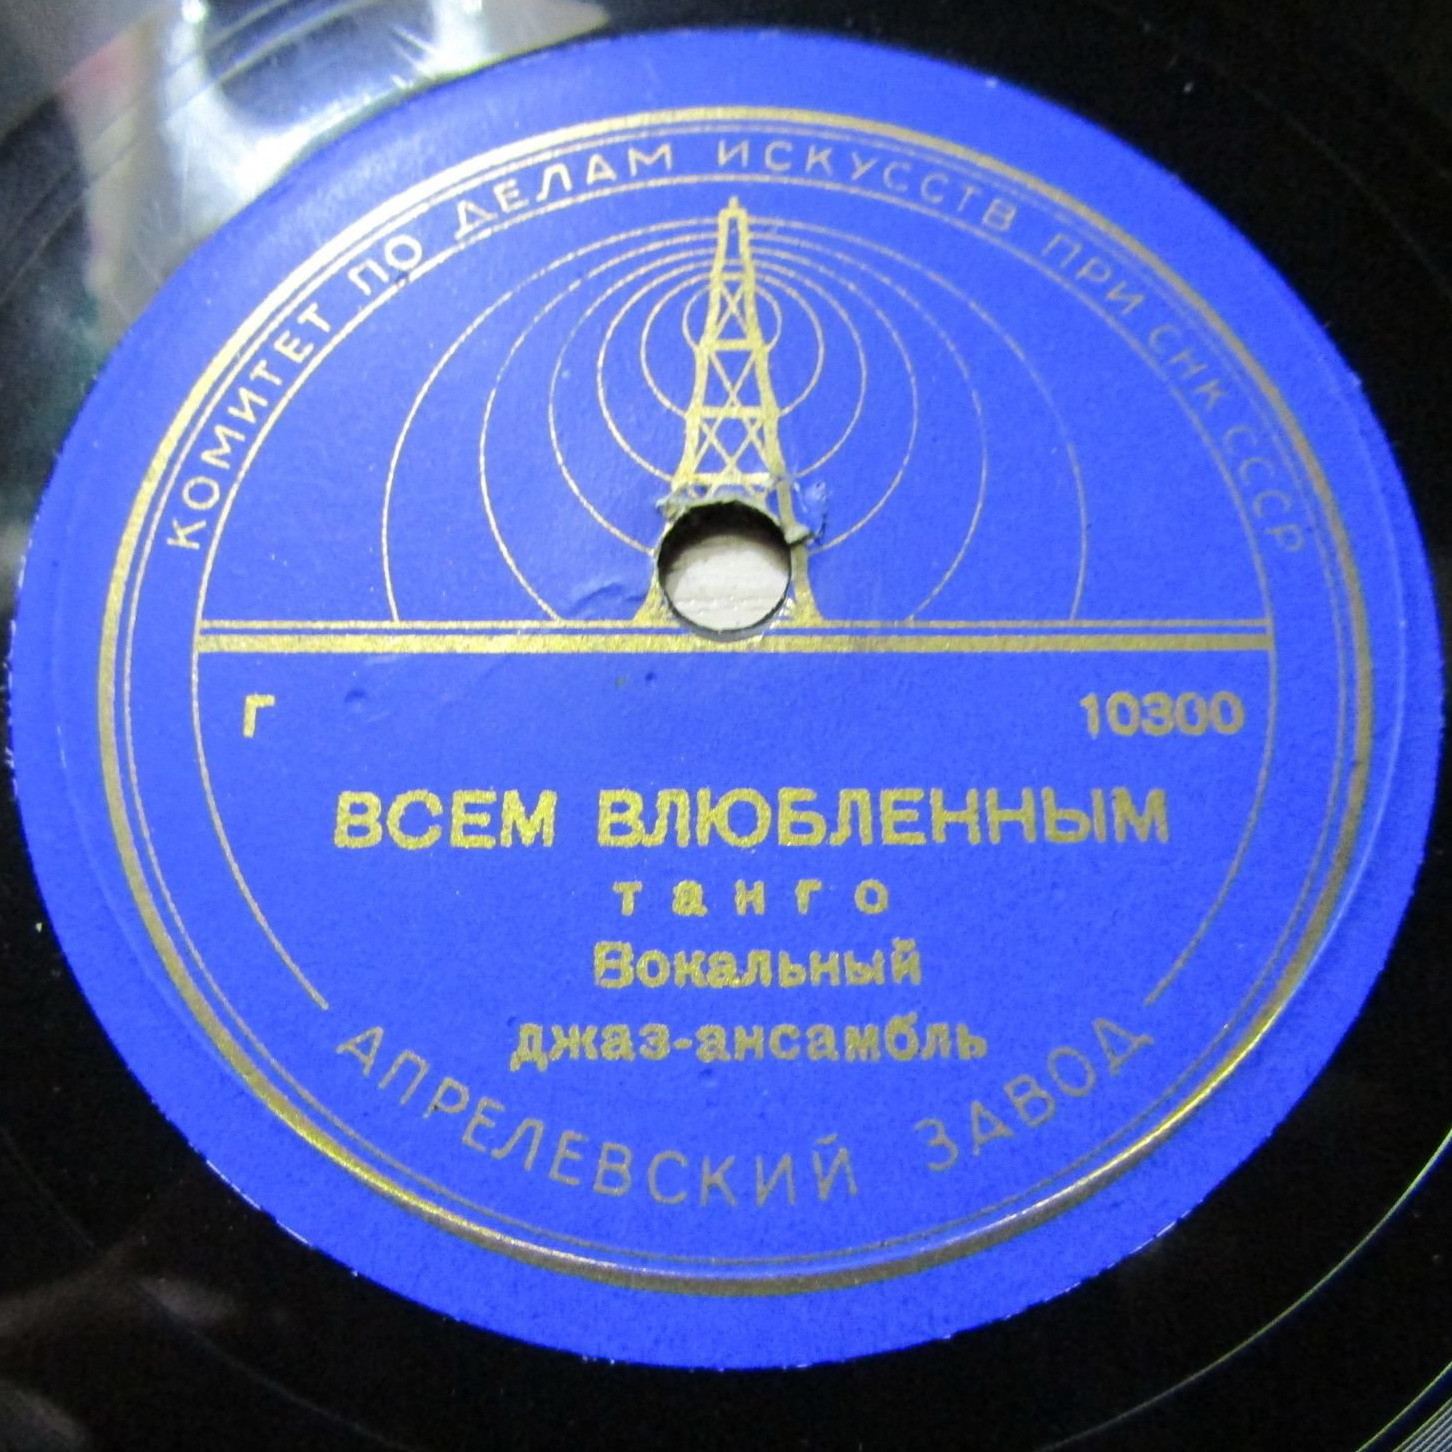 КОМИТЕТ ПО ДЕЛАМ ИСКУССТВ ПРИ СНК СССР
Г 10300
ВСЕМ ВЛЮБЛЕННЫМ
танго
Вокальный
джаз-ансамбль
АПРЕЛЕВСКИЙ ЗАВОД